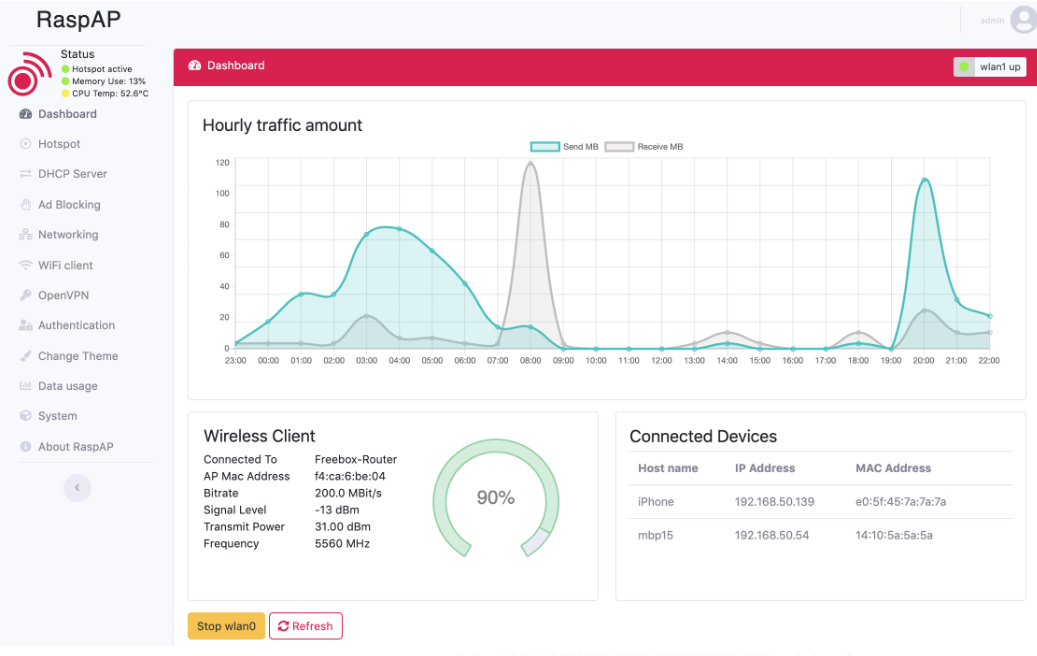 RaspAP
admin
Status
Hotspot active
Memory Use: 13%
CPU Temp: 52.6°C
Dashboard
Hotspot
DHCP Server
Ad Blocking
Networking
WiFi client
OpenVPN
Authentication
Change Theme
Data usage
System
About RaspAP
Dashboard
wlan1 up
Hourly traffic amount
Send MB Receive MB
120
100
80
60
40
20
0
23:00 00:00 01:00 02:00 03:00 04:00 05:00 06:00 07:00 08:00 09:00 10:00 11:00 12:00 13:00 14:00 15:00 16:00 17:00 18:00 19:00 20:00 21:00 22:00
Wireless Client
Connected To Freebox-Router
AP Mac Address f4:ca:6:be:04
Bitrate 200.0 MBit/s
Signal Level -13 dBm
Transmit Power 31.00 dBm
Frequency 5560 MHz
90%
Connected Devices
Host name IP Address MAC Address
iPhone 192.168.50.139 e0:5f:45:7a:7a:7a
mbp15 192.168.50.54 14:10:5a:5a:5a
Stop wlan0 Refresh